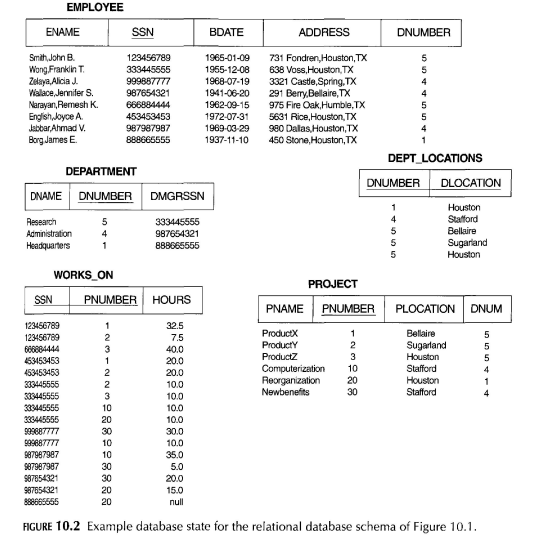 EMPLOYEE
ENAME SSN BDATE ADDRESS DNUMBER
Smith,John B. 123456789 1965-01-09 731 Fondren,Houston,TX 5
Wong,Franklin T. 333445555 1955-12-08 638 Voss,Houston,TX 5
Zelaya,Alicia J. 999887777 1968-07-19 3321 Castle,Spring,TX 4
Wallace,Jennifer S. 987654321 1941-06-20 291 Berry,Bellaire,TX 4
Narayan,Remesh K. 666884444 1962-09-15 975 Fire Oak,Humble,TX 5
English,Joyce A. 453453453 1972-07-31 5631 Rice,Houston,TX 5
Jabbar,Ahmad V. 987987987 1969-03-29 980 Dallas,Houston,TX 4
Borg,James E. 888665555 1937-11-10 450 Stone,Houston,TX 1
DEPARTMENT
DNAME DNUMBER DMGRSSN
Research 5 333445555
Administration 4 987654321
Headquarters 1 888665555
DEPT_LOCATIONS
DNUMBER DLOCATION
1 Houston
4 Stafford
5 Bellaire
5 Sugarland
5 Houston
WORKS_ON
SSN PNUMBER HOURS
123456789 1 32.5
123456789 2 7.5
666884444 3 40.0
453453453 1 20.0
453453453 2 20.0
333445555 2 10.0
333445555 3 10.0
333445555 10 10.0
333445555 20 10.0
999887777 30 30.0
999887777 10 10.0
987987987 10 35.0
987987987 30 5.0
987654321 30 20.0
987654321 20 15.0
888665555 20 null
PROJECT
PNAME PNUMBER PLOCATION DNUM
ProductX 1 Bellaire 5
ProductY 2 Sugarland 5
ProductZ 3 Houston 5
Computerization 10 Stafford 4
Reorganization 20 Houston 1
Newbenefits 30 Stafford 4
FIGURE 10.2 Example database state for the relational database schema of Figure 10.1.